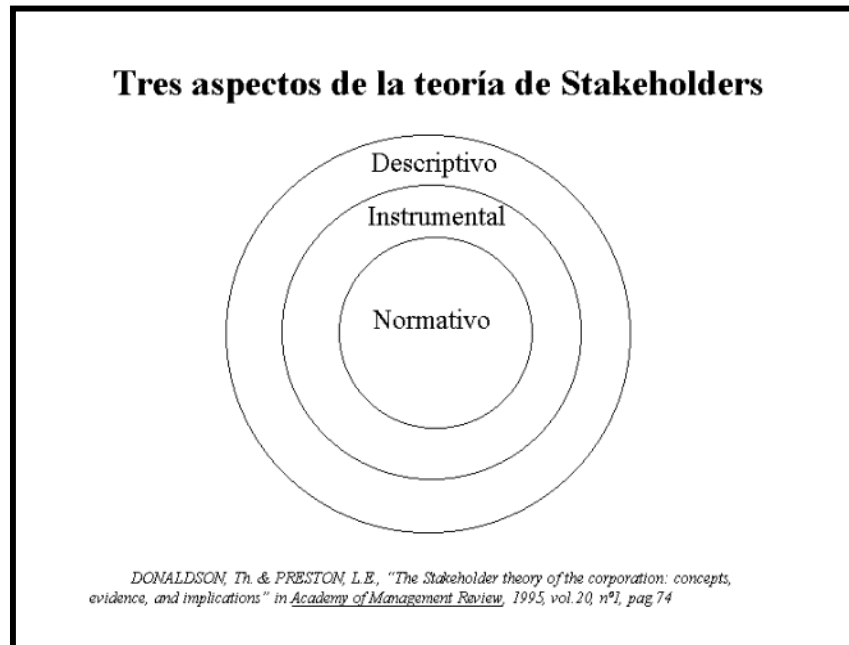 Tres aspectos de la teoría de Stakeholders
Descriptivo
Instrumental
Normativo
DONALDSON, Th. & PRESTON, L.E., “The Stakeholder theory of the corporation: concepts,
evidence, and implications” in Academy of Management Review, 1995, vol.20, nº1, pag.74